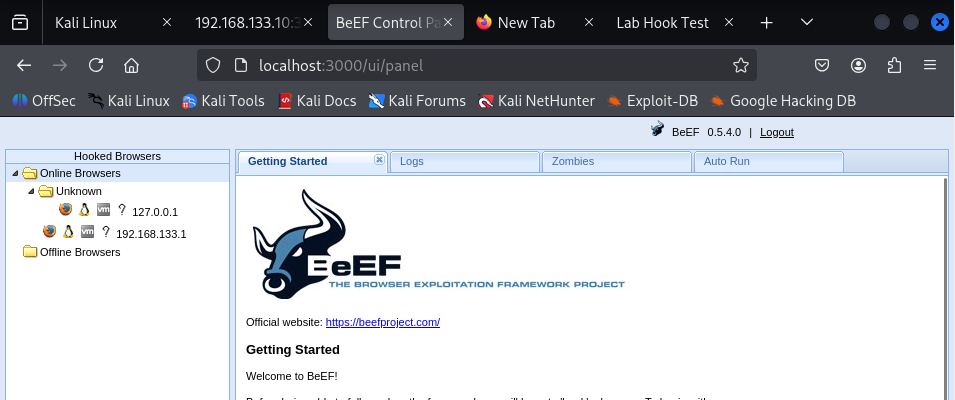 Kali Linux
192.168.133.10:3
BeEF Control Pa
New Tab
Lab Hook Test
localhost:3000/ui/panel
OffSec Kali Linux Kali Tools Kali Docs Kali Forums Kali NetHunter Exploit-DB Google Hacking DB
BeEF 0.5.4.0 | Logout
Hooked Browsers
Online Browsers
Unknown
vm ? 127.0.0.1
vm ? 192.168.133.1
Offline Browsers
Getting Started Logs Zombies Auto Run
BeEF
THE BROWSER EXPLOITATION FRAMEWORK PROJECT
Official website: https://beefproject.com/
Getting Started
Welcome to BeEF!